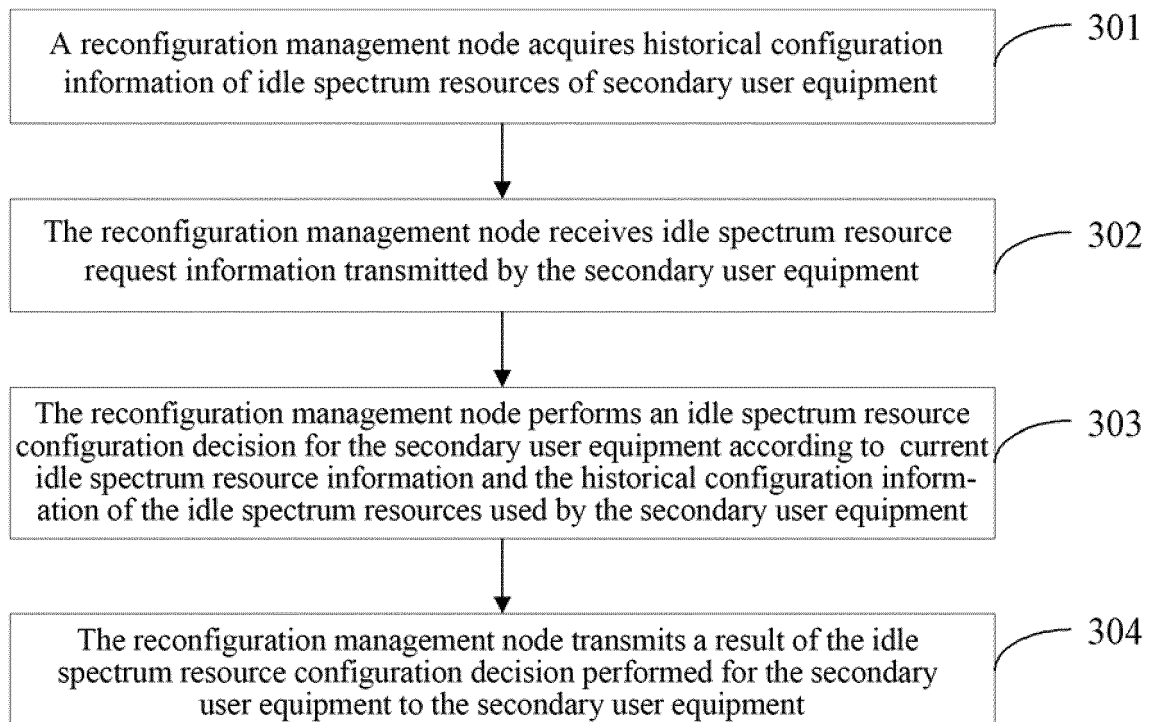 A reconfiguration management node acquires historical configuration
information of idle spectrum resources of secondary user equipment
301
The reconfiguration management node receives idle spectrum resource
request information transmitted by the secondary user equipment
302
The reconfiguration management node performs an idle spectrum resource
configuration decision for the secondary user equipment according to current
idle spectrum resource information and the historical configuration inform-
ation of the idle spectrum resources used by the secondary user equipment
303
The reconfiguration management node transmits a result of the idle
spectrum resource configuration decision performed for the secondary
user equipment to the secondary user equipment
304